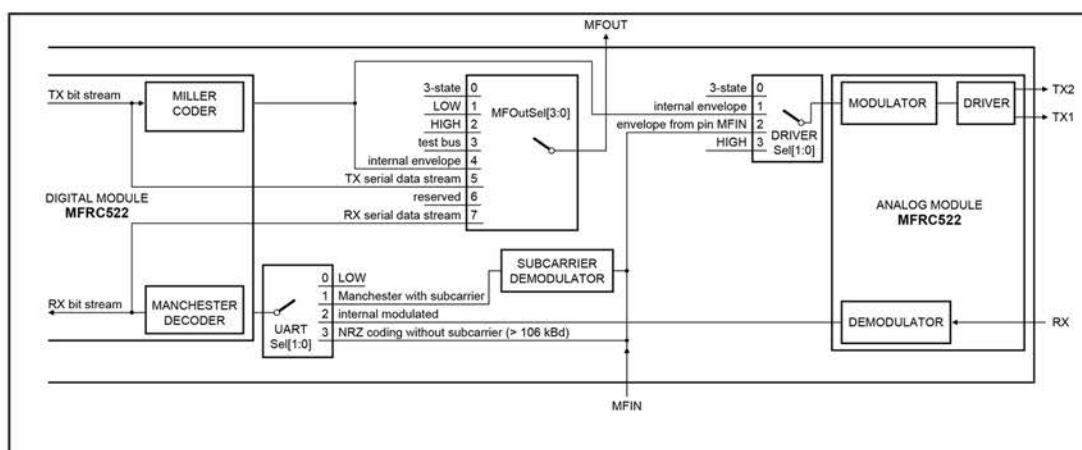 MFOUT
TX bit stream
MILLER
CODER
3-state 0
LOW 1
HIGH 2
test bus 3
internal envelope 4
TX serial data stream 5
reserved 6
RX serial data stream 7
MFOutSel[3:0]
3-state 0
internal envelope 1
envelope from pin MFIN 2
HIGH 3
DRIVER
Sel[1:0]
MODULATOR
DRIVER
TX2
TX1
DIGITAL MODULE
MFRC522
ANALOG MODULE
MFRC522
SUBCARRIER
DEMODULATOR
RX bit stream
MANCHESTER
DECODER
UART
Sel[1:0]
0 LOW
1 Manchester with subcarrier
2 internal modulated
3 NRZ coding without subcarrier (> 106 kBd)
DEMODULATOR
RX
MFIN